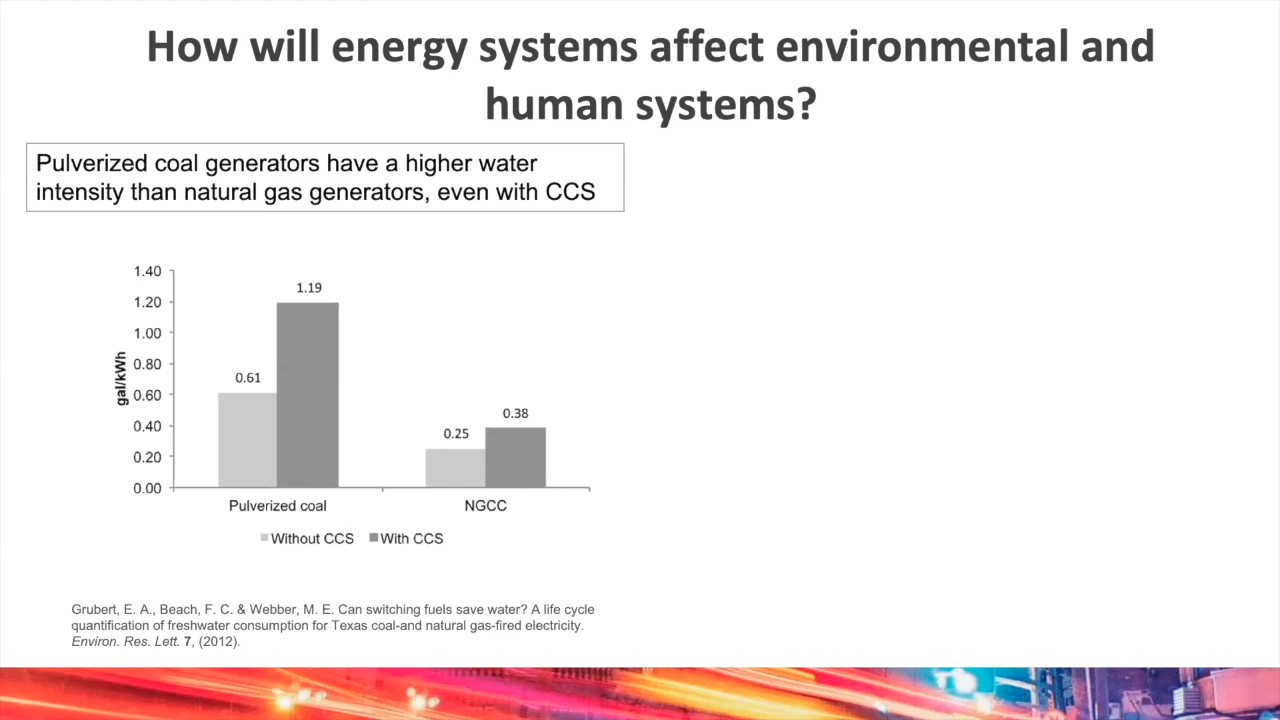 How will energy systems affect environmental and
human systems?
Pulverized coal generators have a higher water
intensity than natural gas generators, even with CCS
1.40
1.20
1.00
0.80
0.60
0.40
0.20
0.00
gal/kWh
0.61
1.19
0.25
0.38
Pulverized coal
NGCC
Without CCS
With CCS
Grubert, E. A., Beach, F. C. & Webber, M. E. Can switching fuels save water? A life cycle
quantification of freshwater consumption for Texas coal-and natural gas-fired electricity.
Environ. Res. Lett. 7, (2012).